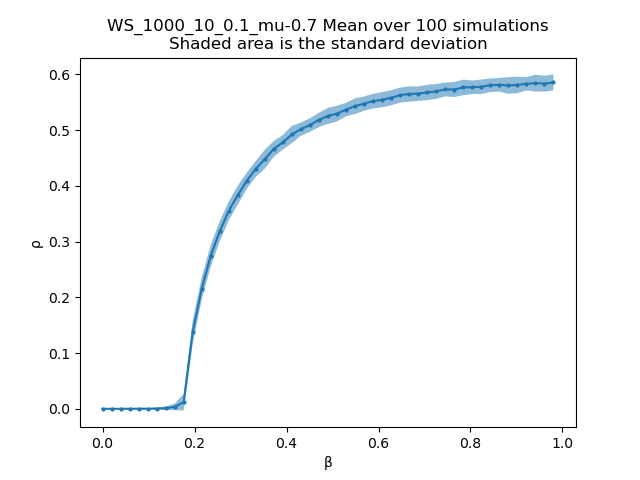 WS_1000_10_0.1_mu-0.7 Mean over 100 simulations
Shaded area is the standard deviation
0.6
0.5
0.4
0.3
0.2
0.1
0.0
ρ
0.0 0.2 0.4 0.6 0.8 1.0
β